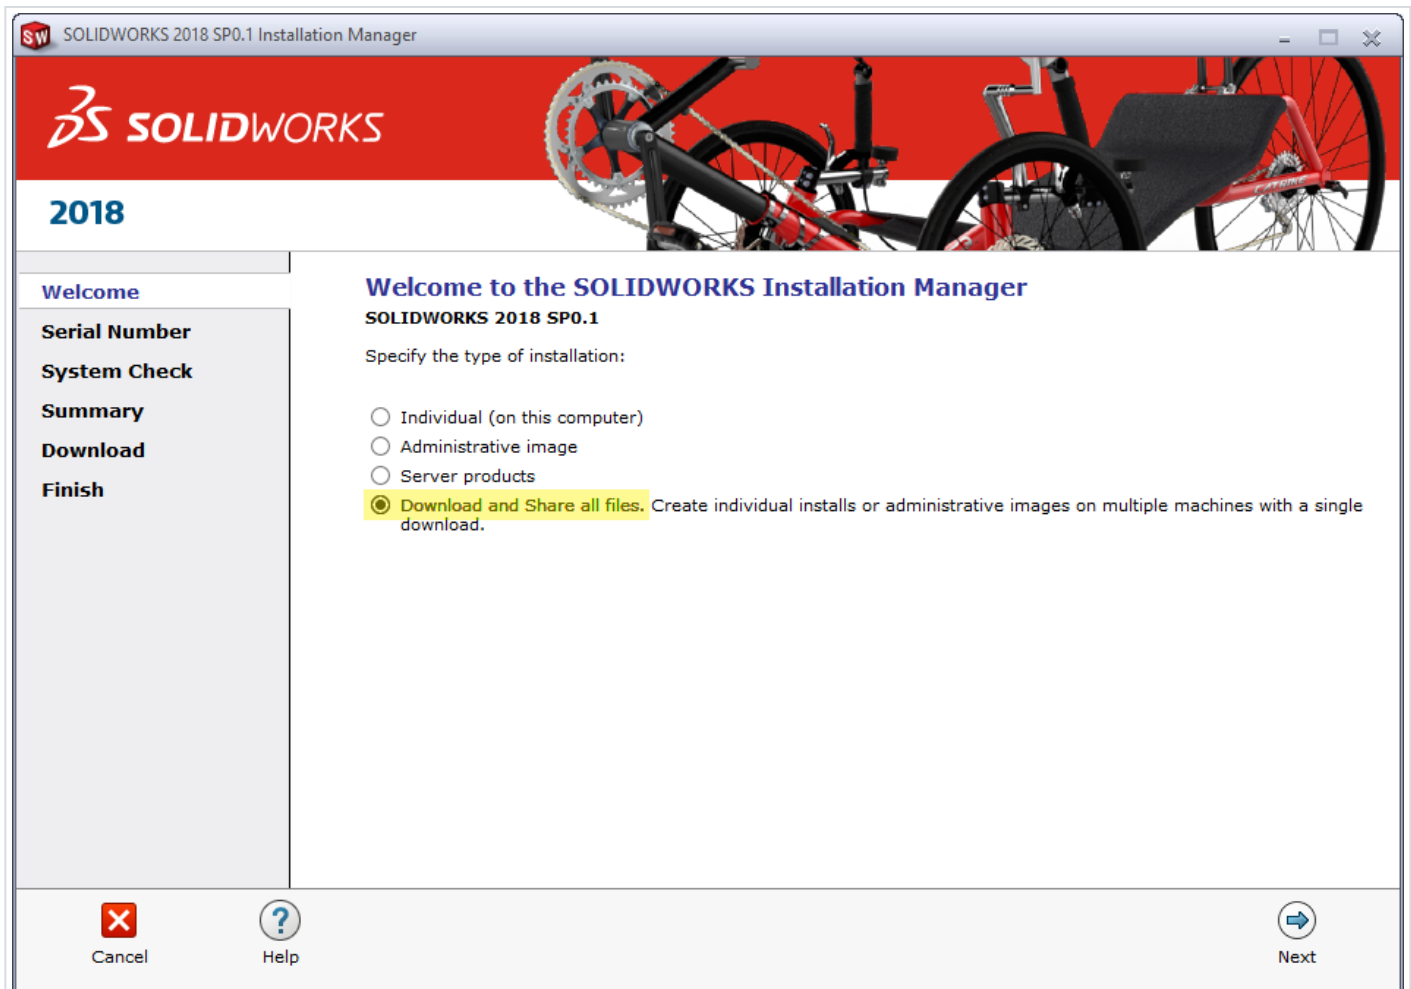 SW SOLIDWORKS 2018 SP0.1 Installation Manager
3S SOLIDWORKS
2018
CATRIKE
Welcome
Serial Number
System Check
Summary
Download
Finish
Welcome to the SOLIDWORKS Installation Manager
SOLIDWORKS 2018 SP0.1
Specify the type of installation:
Individual (on this computer)
Administrative image
Server products
Download and Share all files. Create individual installs or administrative images on multiple machines with a single
download.
Cancel
Help
Next